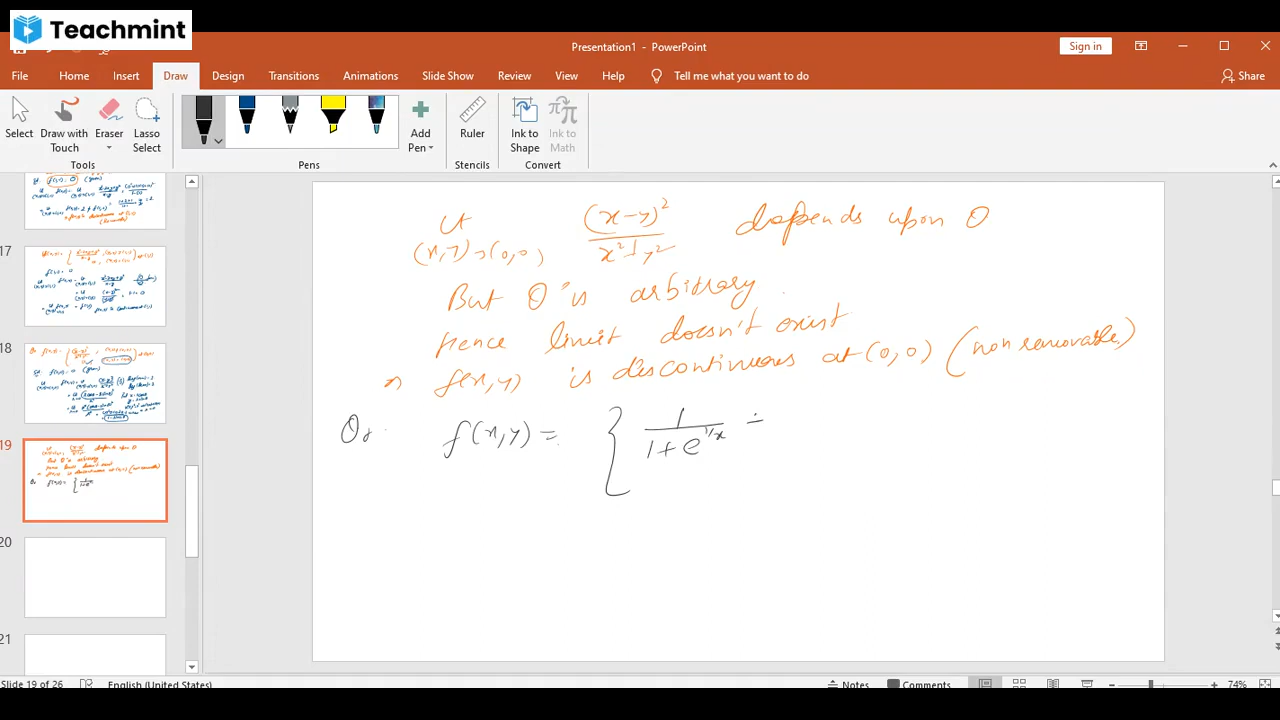 Teachmint
Presentation1 - PowerPoint
Sign in
File Home Insert Draw Design Transitions Animations Slide Show Review View Help Tell me what you want to do Share
Select Draw with Touch Eraser Lasso Select Add Pen Ruler Ink to Shape Ink to Math
Tools Pens Stencils Convert
lt (x,y)→(0,0) (x-y)²/x²+y² depends upon θ
But θ is arbitrary
Hence limit doesn't exist
⇒ f(x,y) is discontinuous at (0,0) (non removable)
f(x,y) = { 1/1+e^1/x
17
18
19
20
21
Slide 19 of 26 English (United States) Notes Comments 74%